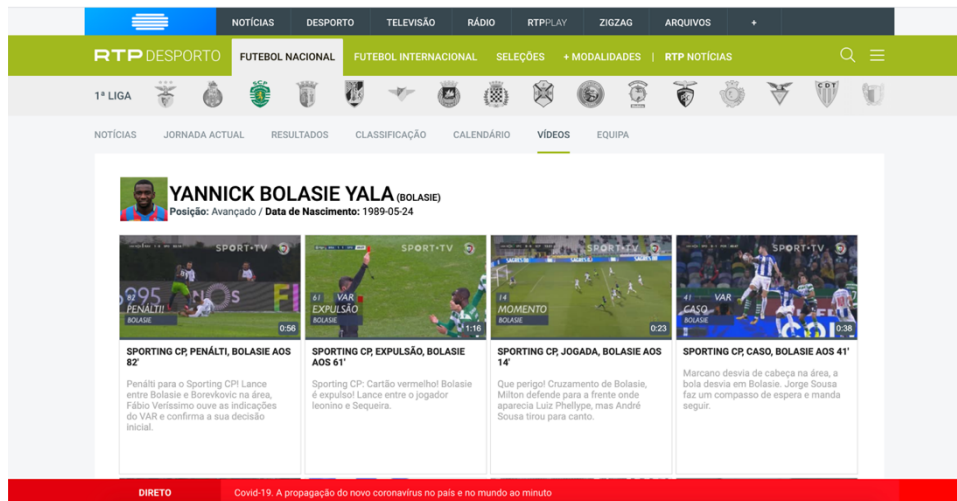 NOTÍCIAS DESPORTO TELEVISÃO RÁDIO RTPPLAY ZIGZAG ARQUIVOS +
RTP DESPORTO FUTEBOL NACIONAL FUTEBOL INTERNACIONAL SELEÇÕES + MODALIDADES | RTP NOTÍCIAS
1ª LIGA
NOTÍCIAS JORNADA ACTUAL RESULTADOS CLASSIFICAÇÃO CALENDÁRIO VÍDEOS EQUIPA
YANNICK BOLASIE YALA (BOLASIE)
Posição: Avançado / Data de Nascimento: 1989-05-24
SPORT•TV
82
PENÁLTI!
BOLASIE
0:56
SPORTING CP, PENÁLTI, BOLASIE AOS
82'
Penálti para o Sporting CP! Lance
entre Bolasie e Borevkovic na área,
Fábio Veríssimo ouve as indicações
do VAR e confirma a sua decisão
inicial.
SPORT•TV
61 VAR
EXPULSÃO
BOLASIE
1:16
SPORTING CP, EXPULSÃO, BOLASIE
AOS 61'
Sporting CP: Cartão vermelho! Bolasie
é expulso! Lance entre o jogador
leonino e Sequeira.
SPORT•TV
14
MOMENTO
BOLASIE
0:23
SPORTING CP, JOGADA, BOLASIE AOS
14'
Que perigo! Cruzamento de Bolasie,
Milton defende para a frente onde
aparecia Luiz Phellype, mas André
Sousa tirou para canto.
SPORT•TV
41 VAR
CASO
BOLASIE
0:38
SPORTING CP, CASO, BOLASIE AOS 41'
Marcano desvia de cabeça na área, a
bola desvia em Bolasie. Jorge Sousa
faz um compasso de espera e manda
seguir.
DIRETO Covid-19. A propagação do novo coronavírus no país e no mundo ao minuto